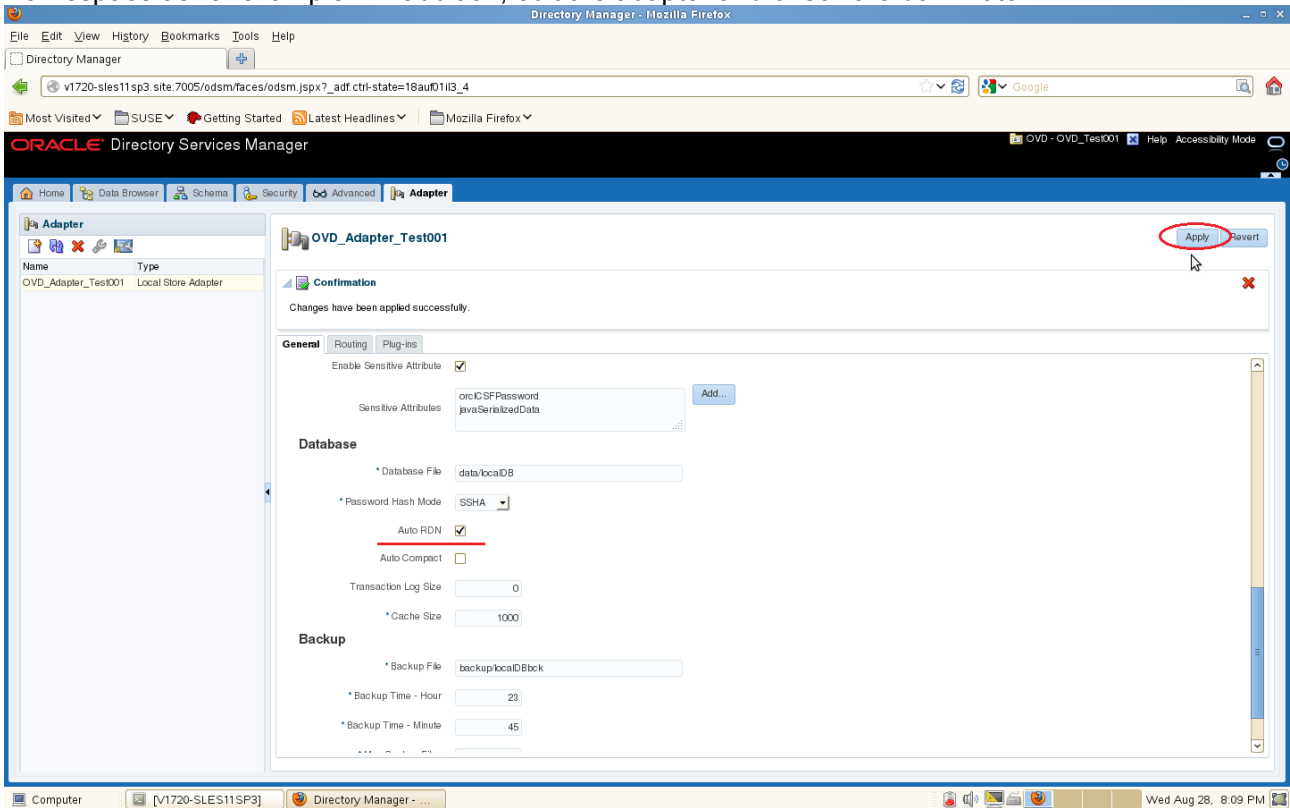 Directory Manager - Mozilla Firefox
File Edit View History Bookmarks Tools Help
Directory Manager
v1720-sles11sp3.site:7005/odsm/faces/odsm.jspx?_adf.ctrl-state=18auf01il3_4
Google
Most Visited SUSE Getting Started Latest Headlines Mozilla Firefox
ORACLE Directory Services Manager
OVD - OVD_Test001 Help Accessibility Mode
Home Data Browser Schema Security Advanced Adapter
Adapter
Name Type
OVD_Adapter_Test001 Local Store Adapter
OVD_Adapter_Test001
Apply Revert
Confirmation
Changes have been applied successfully.
General Routing Plug-ins
Enable Sensitive Attribute
Sensitive Attributes
orclCSFPassword
javaSerializedData
Add...
Database
* Database File data/localDB
* Password Hash Mode SSHA
Auto RDN
Auto Compact
Transaction Log Size 0
* Cache Size 1000
Backup
* Backup File backup/localDBbck
* Backup Time - Hour 23
* Backup Time - Minute 45
Computer [V1720-SLES11SP3] Directory Manager - ... Wed Aug 28, 8:09 PM